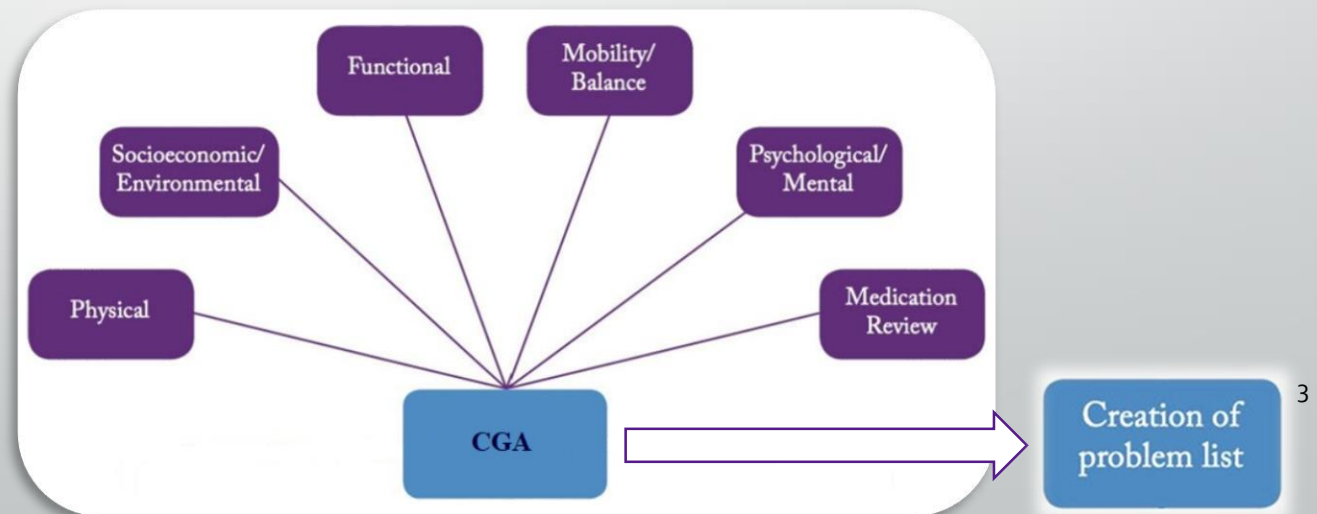 Functional
Mobility/
Balance
Socioeconomic/
Environmental
Psychological/
Mental
Physical
Medication
Review
CGA
Creation of
problem list
3